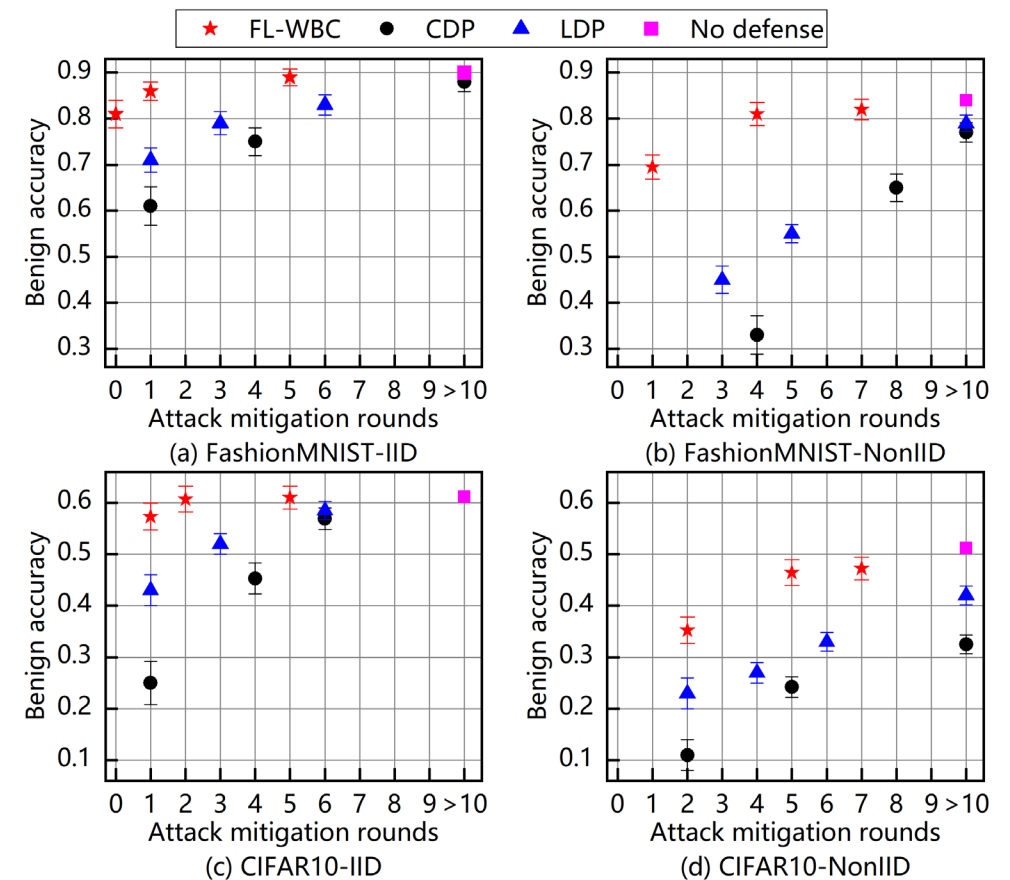 FL-WBC CDP LDP No defense
0.9
0.8
0.7
0.6
0.5
0.4
0.3
Benign accuracy
0 1 2 3 4 5 6 7 8 9 >10
Attack mitigation rounds
(a) FashionMNIST-IID
0.9
0.8
0.7
0.6
0.5
0.4
0.3
Benign accuracy
0 1 2 3 4 5 6 7 8 9 >10
Attack mitigation rounds
(b) FashionMNIST-NonIID
0.6
0.5
0.4
0.3
0.2
0.1
Benign accuracy
0 1 2 3 4 5 6 7 8 9 >10
Attack mitigation rounds
(c) CIFAR10-IID
0.6
0.5
0.4
0.3
0.2
0.1
Benign accuracy
0 1 2 3 4 5 6 7 8 9 >10
Attack mitigation rounds
(d) CIFAR10-NonIID